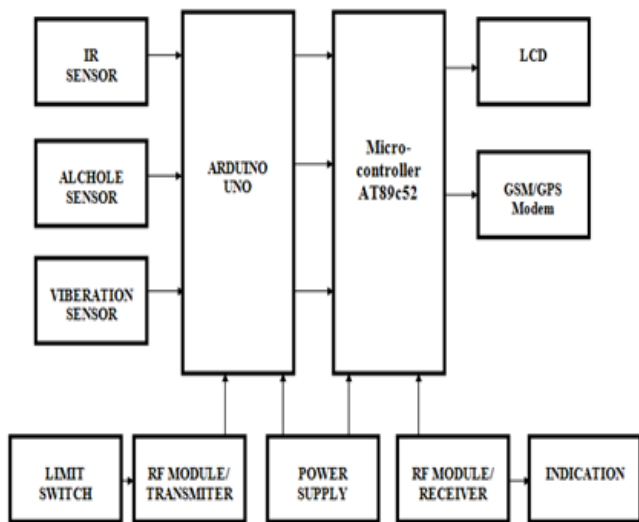 IR
SENSOR
ALCHOLE
SENSOR
VIBERATION
SENSOR
ARDUINO
UNO
Micro-
controller
AT89c52
LCD
GSM/GPS
Modem
LIMIT
SWITCH
RF MODULE/
TRANSMITER
POWER
SUPPLY
RF MODULE/
RECEIVER
INDICATION